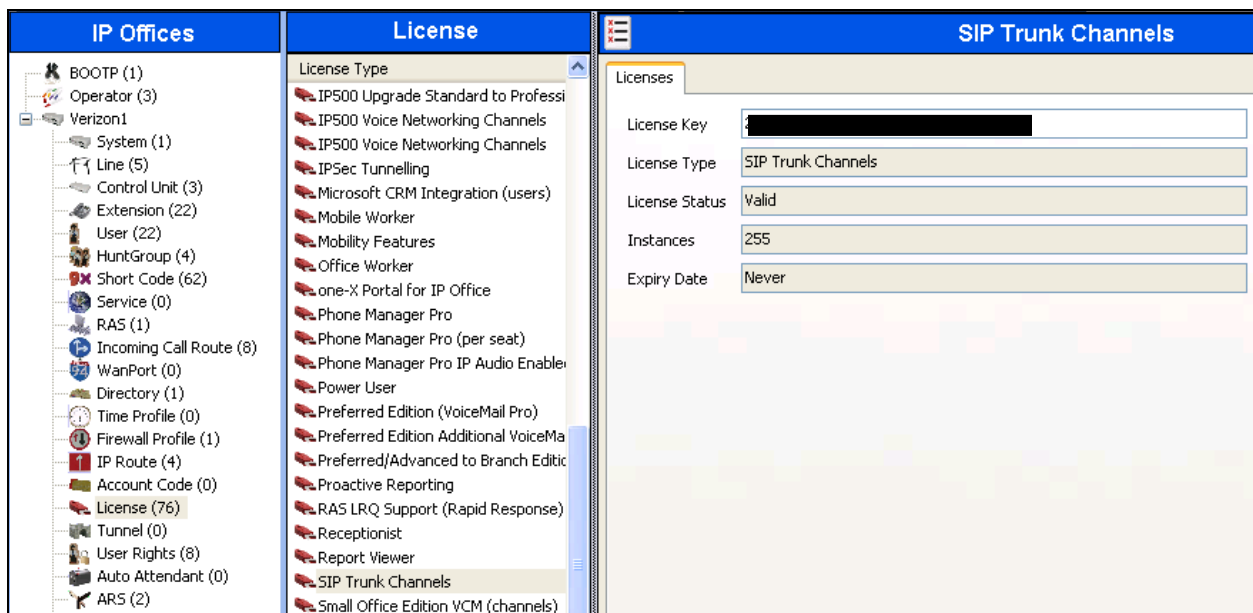 IP Offices
BOOTP (1)
Operator (3)
Verizon1
System (1)
Line (5)
Control Unit (3)
Extension (22)
User (22)
HuntGroup (4)
Short Code (62)
Service (0)
RAS (1)
Incoming Call Route (8)
WanPort (0)
Directory (1)
Time Profile (0)
Firewall Profile (1)
IP Route (4)
Account Code (0)
License (76)
Tunnel (0)
User Rights (8)
Auto Attendant (0)
ARS (2)
License
License Type
IP500 Upgrade Standard to Professi
IP500 Voice Networking Channels
IP500 Voice Networking Channels
IPSec Tunnelling
Microsoft CRM Integration (users)
Mobile Worker
Mobility Features
Office Worker
one-X Portal for IP Office
Phone Manager Pro
Phone Manager Pro (per seat)
Phone Manager Pro IP Audio Enable
Power User
Preferred Edition (VoiceMail Pro)
Preferred Edition Additional VoiceMa
Preferred/Advanced to Branch Editic
Proactive Reporting
RAS LRQ Support (Rapid Response)
Receptionist
Report Viewer
SIP Trunk Channels
Small Office Edition VCM (channels)
SIP Trunk Channels
Licenses
License Key
License Type SIP Trunk Channels
License Status Valid
Instances 255
Expiry Date Never